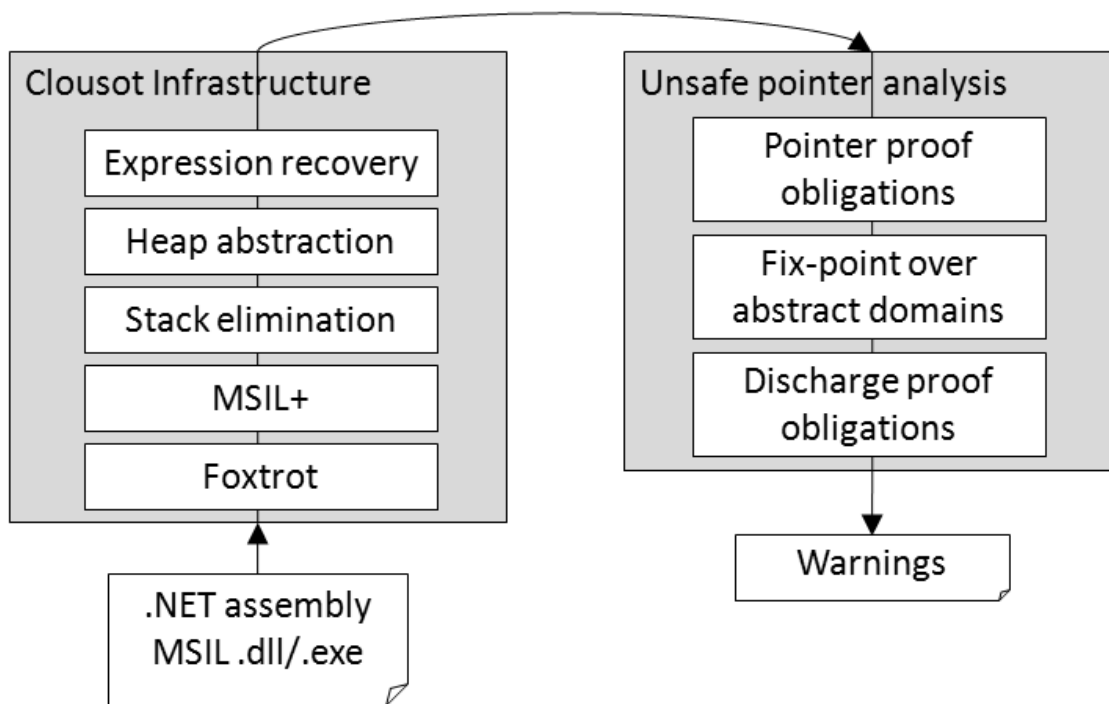 Clousot Infrastructure
Expression recovery
Heap abstraction
Stack elimination
MSIL+
Foxtrot
.NET assembly
MSIL .dll/.exe
Unsafe pointer analysis
Pointer proof
obligations
Fix-point over
abstract domains
Discharge proof
obligations
Warnings